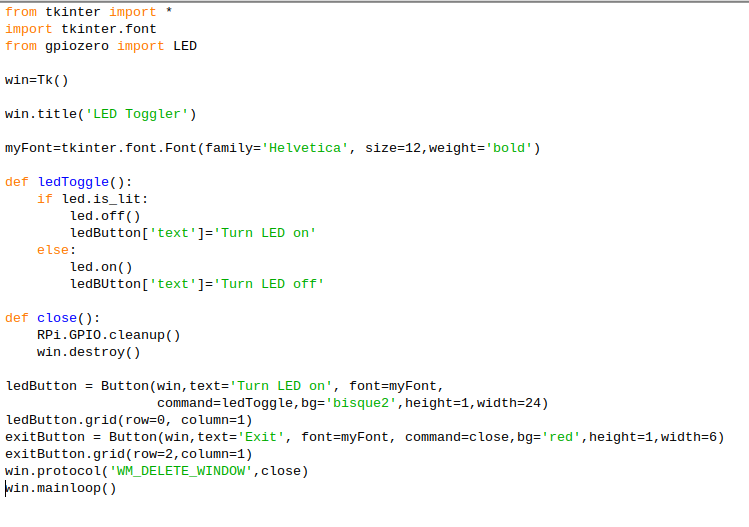 from tkinter import *
import tkinter.font
from gpiozero import LED
win=Tk()
win.title('LED Toggler')
myFont=tkinter.font.Font(family='Helvetica', size=12,weight='bold')
def ledToggle():
    if led.is_lit:
        led.off()
        ledButton['text']='Turn LED on'
    else:
        led.on()
        ledBUtton['text']='Turn LED off'
def close():
    RPi.GPIO.cleanup()
    win.destroy()
ledButton = Button(win,text='Turn LED on', font=myFont,
                   command=ledToggle,bg='bisque2',height=1,width=24)
ledButton.grid(row=0, column=1)
exitButton = Button(win,text='Exit', font=myFont, command=close,bg='red',height=1,width=6)
exitButton.grid(row=2,column=1)
win.protocol('WM_DELETE_WINDOW',close)
win.mainloop()